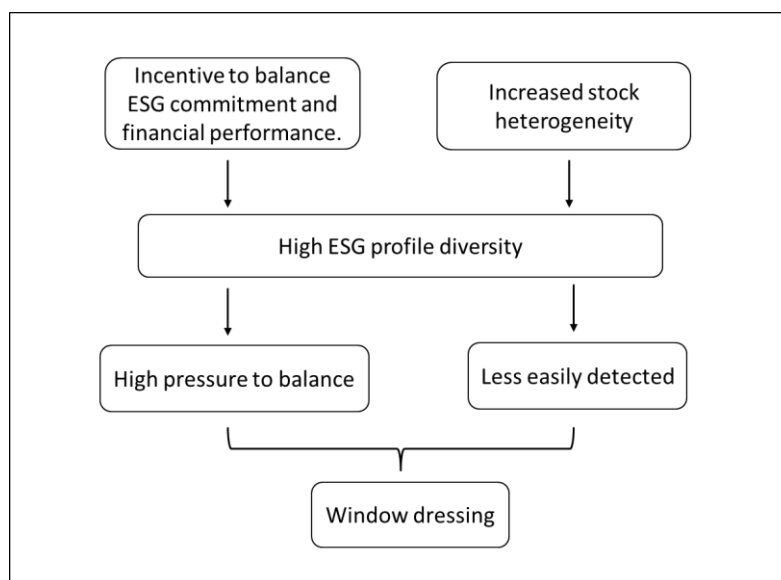 Incentive to balance
ESG commitment and
financial performance.
Increased stock
heterogeneity
High ESG profile diversity
High pressure to balance
Less easily detected
Window dressing